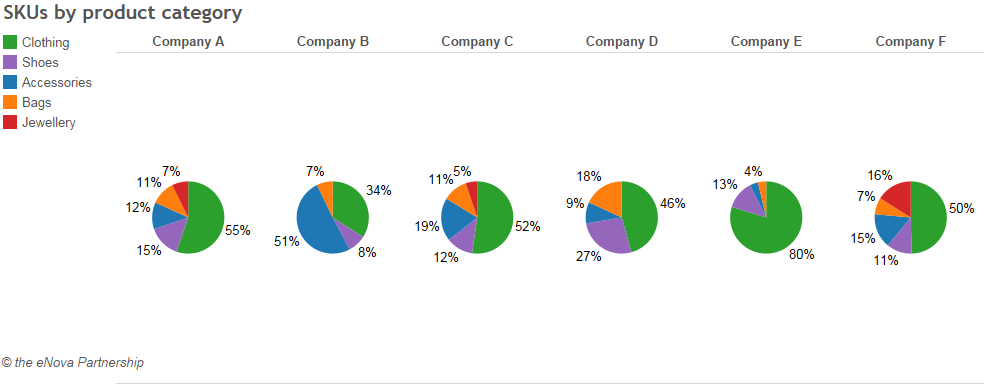 SKUs by product category
Clothing
Shoes
Accessories
Bags
Jewellery
Company A Company B Company C Company D Company E Company F
7% 11% 12% 15% 55%
7% 34% 51% 8%
5% 11% 19% 12% 52%
18% 9% 27% 46%
4% 13% 80%
16% 7% 15% 11% 50%
© the eNova Partnership